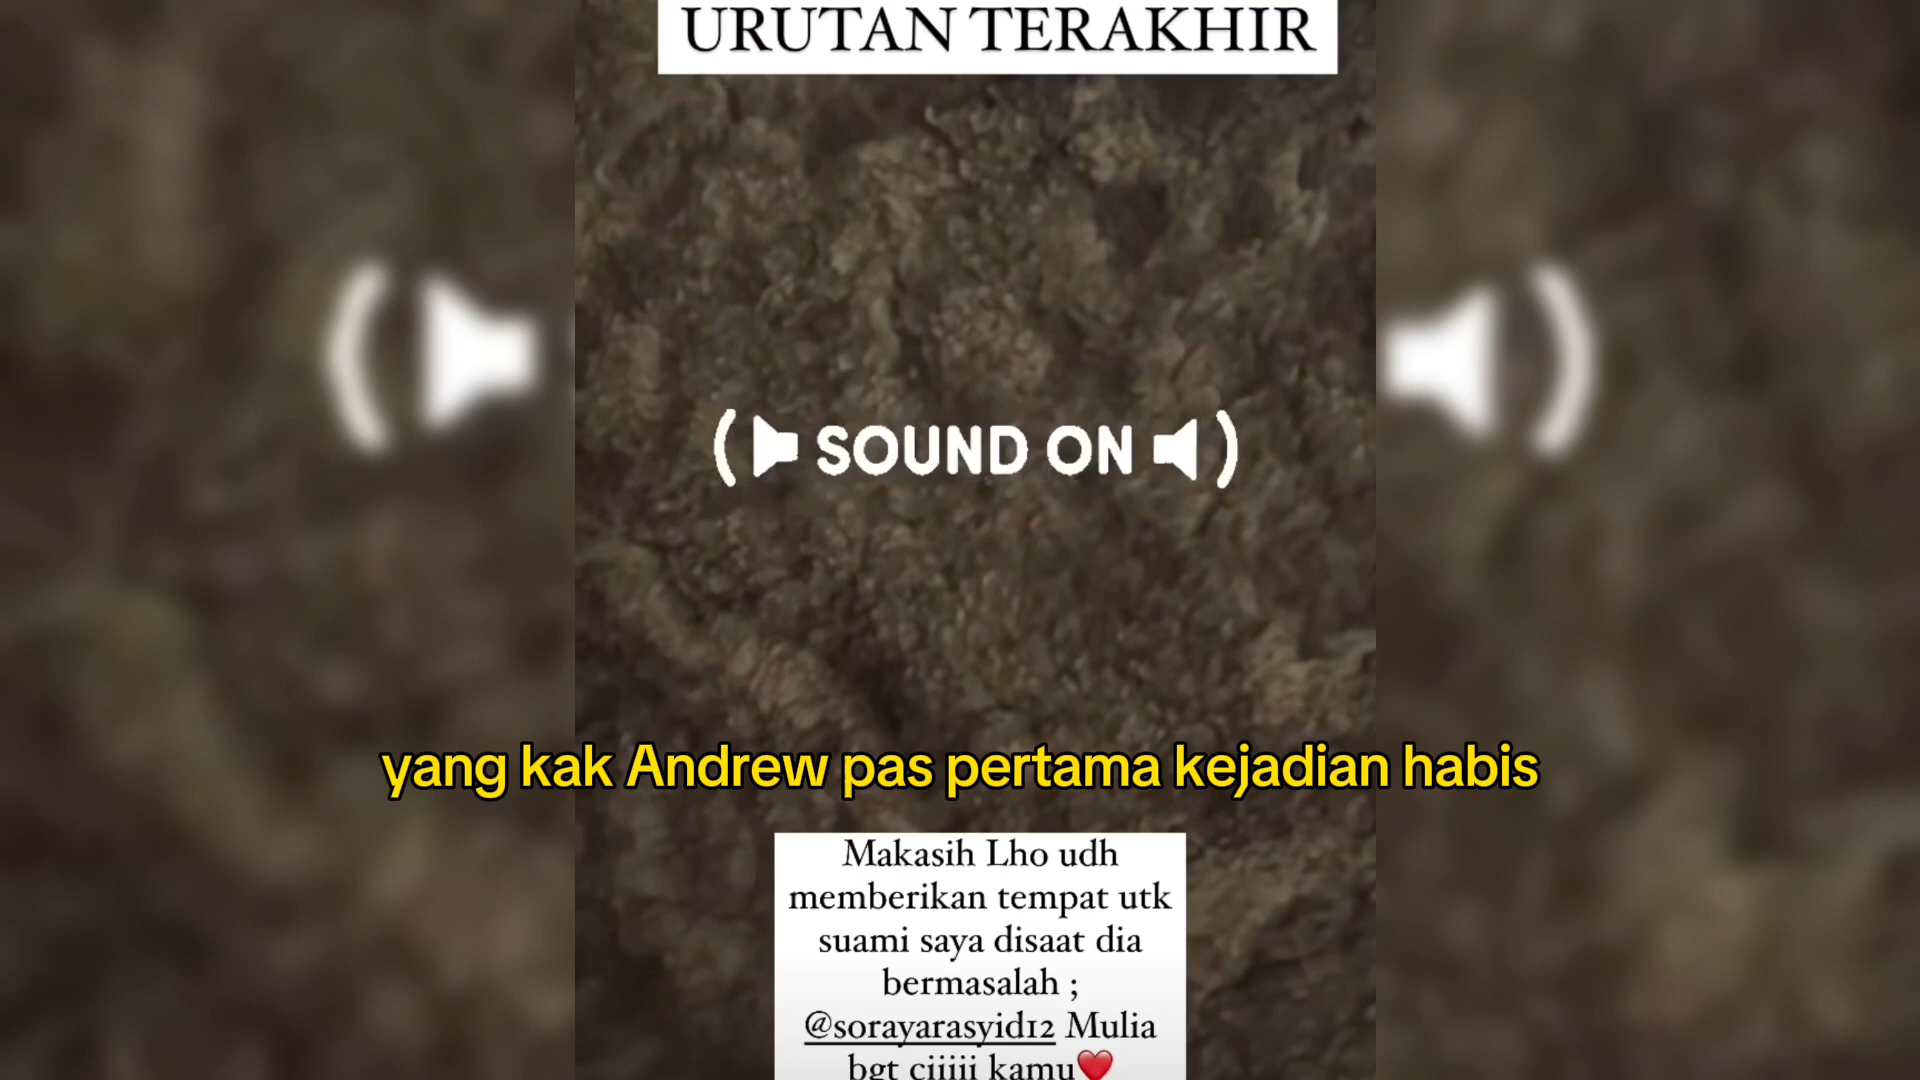 URUTAN TERAKHIR
SOUND ON
yang kak Andrew pas pertama kejadian habis
Makasih Lho udh
memberikan tempat utk
suami saya disaat dia
bermasalah ;
@sorayarasyid12 Mulia
bgt ciiiii kamu❤️